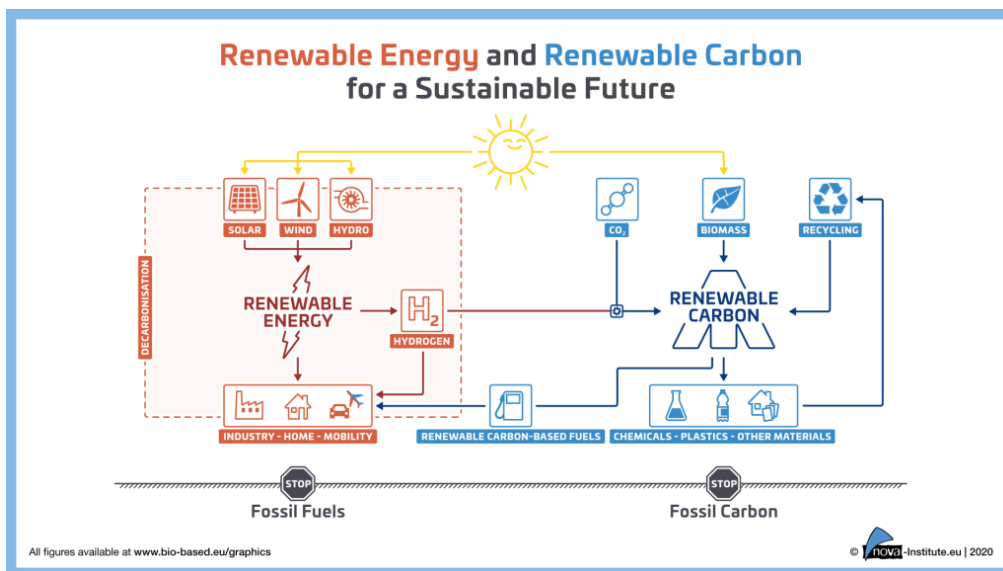 Renewable Energy and Renewable Carbon
for a Sustainable Future
SOLAR
WIND
HYDRO
CO₂
BIOMASS
RECYCLING
DECARBONISATION
RENEWABLE
ENERGY
H₂
HYDROGEN
RENEWABLE
CARBON
INDUSTRY - HOME - MOBILITY
RENEWABLE CARBON-BASED FUELS
CHEMICALS - PLASTICS - OTHER MATERIALS
STOP
Fossil Fuels
STOP
Fossil Carbon
All figures available at www.bio-based.eu/graphics
© nova-Institute.eu | 2020